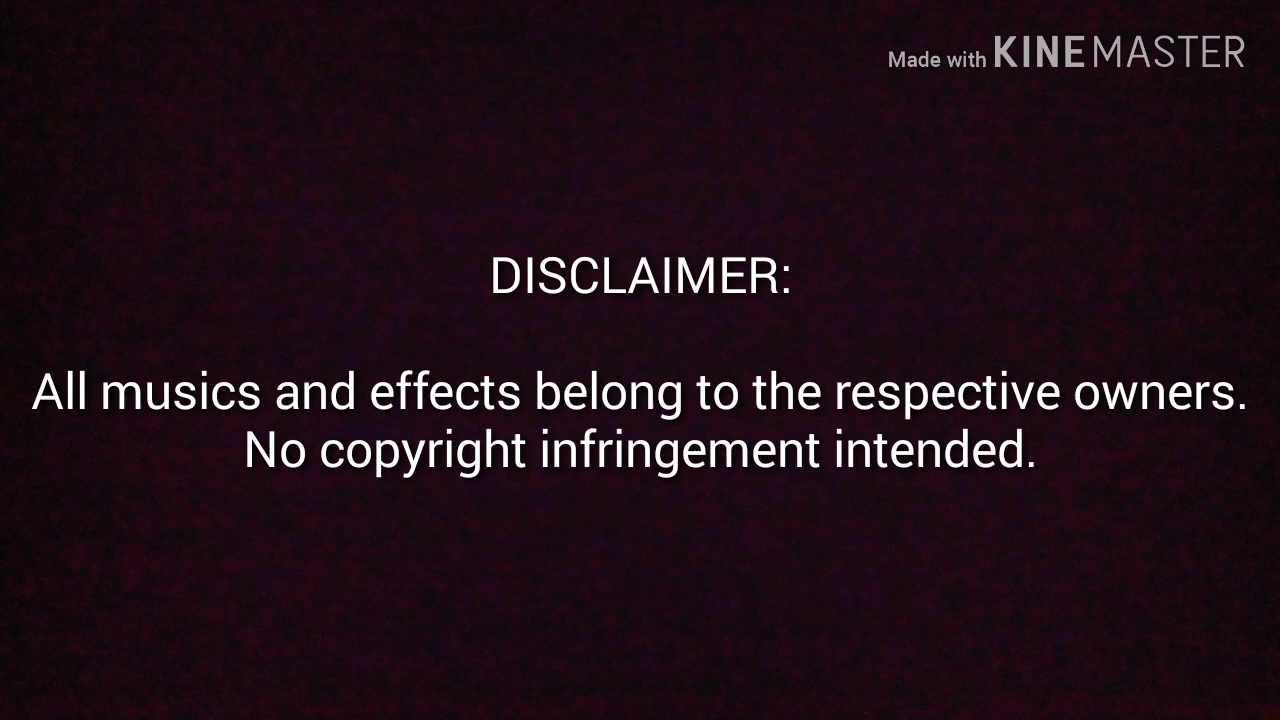 Made with KINEMASTER
DISCLAIMER:
All musics and effects belong to the respective owners.
No copyright infringement intended.